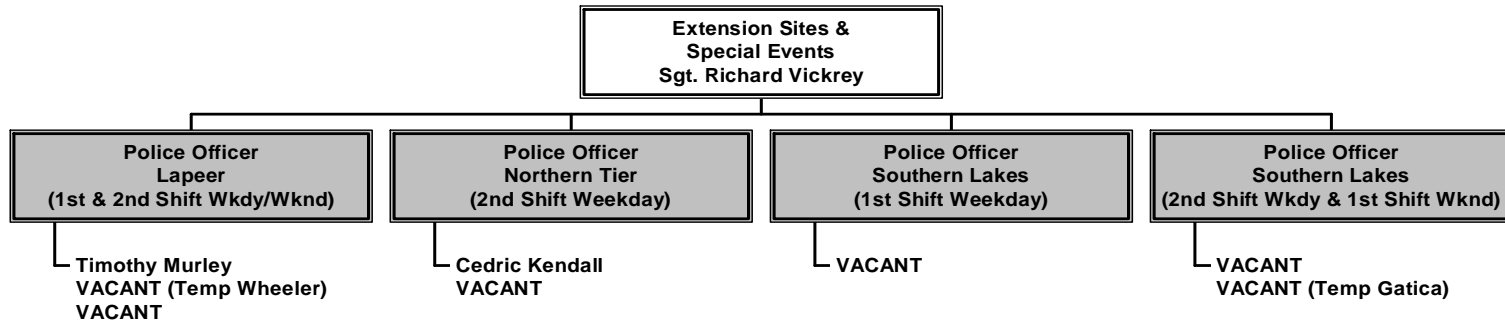 Extension Sites &
Special Events
Sgt. Richard Vickrey
Police Officer
Lapeer
(1st & 2nd Shift Wkdy/Wknd)
Timothy Murley
VACANT (Temp Wheeler)
VACANT
Police Officer
Northern Tier
(2nd Shift Weekday)
Cedric Kendall
VACANT
Police Officer
Southern Lakes
(1st Shift Weekday)
VACANT
Police Officer
Southern Lakes
(2nd Shift Wkdy & 1st Shift Wknd)
VACANT
VACANT (Temp Gatica)